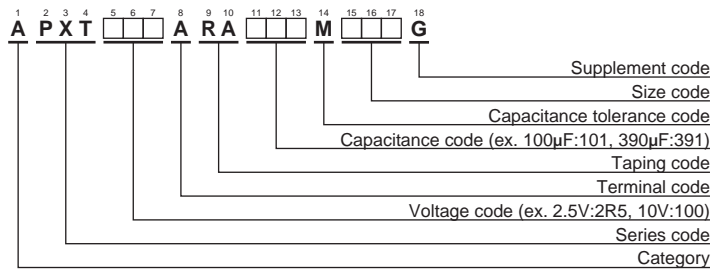 1 2 3 4 5 6 7 8 9 10 11 12 13 14 15 16 17 18
A P X T A R A M G
Supplement code
Size code
Capacitance tolerance code
Capacitance code (ex. 100µF:101, 390µF:391)
Taping code
Terminal code
Voltage code (ex. 2.5V:2R5, 10V:100)
Series code
Category